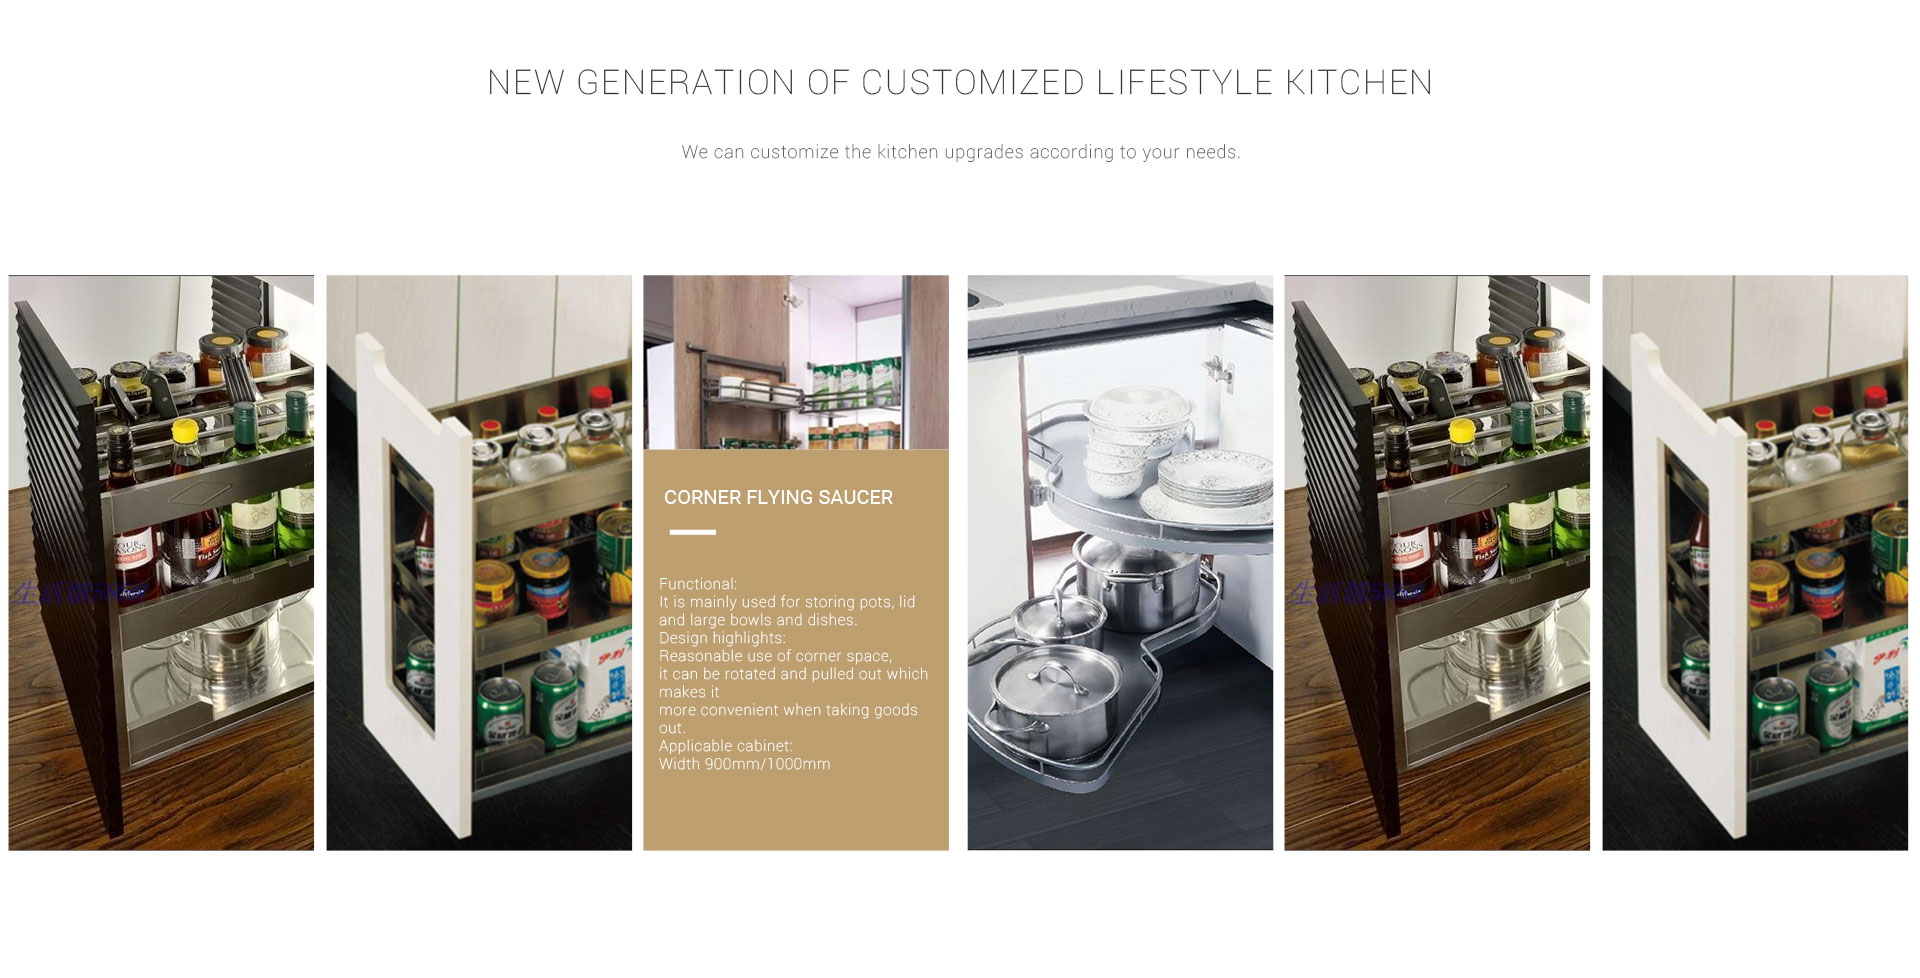 NEW GENERATION OF CUSTOMIZED LIFESTYLE KITCHEN
We can customize the kitchen upgrades according to your needs.
CORNER FLYING SAUCER
Functional:
It is mainly used for storing pots, lid
and large bowls and dishes.
Design highlights:
Reasonable use of corner space,
it can be rotated and pulled out which
makes it
more convenient when taking goods
out.
Applicable cabinet:
Width 900mm/1000mm